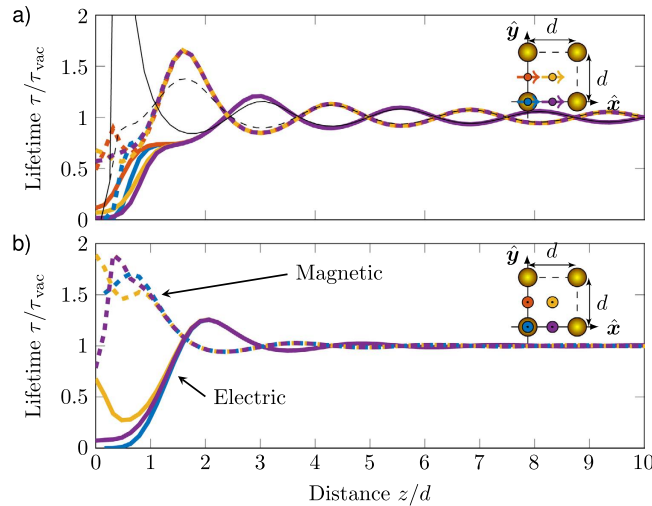 a)
2
1.5
1
0.5
0
Lifetime τ/τvac
ŷ
d
d
x̂
b)
2
1.5
1
0.5
0
Lifetime τ/τvac
Magnetic
Electric
ŷ
d
d
x̂
0 1 2 3 4 5 6 7 8 9 10
Distance z/d